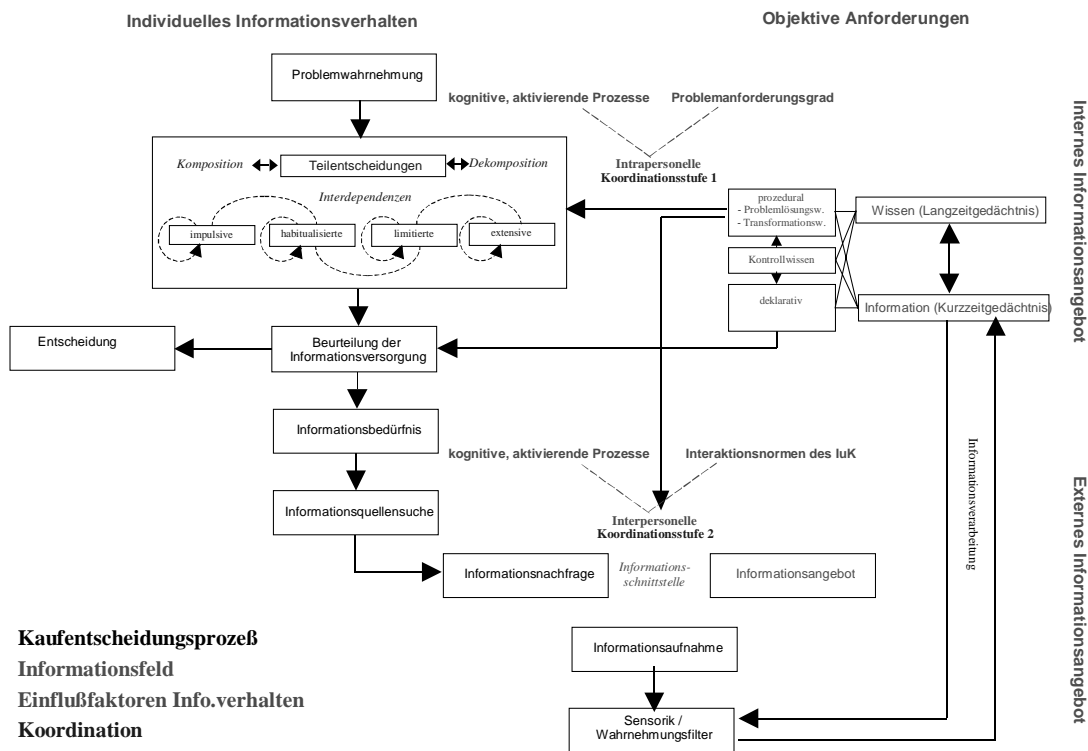 Individuelles Informationsverhalten
Objektive Anforderungen
Problemwahrnehmung
kognitive, aktivierende Prozesse
Problemanforderungsgrad
Internes Informationsangebot
Komposition
Teilentscheidungen
Dekomposition
Intrapersonelle
Koordinationsstufe 1
Interdependenzen
impulsive
habitualisierte
limitierte
extensive
prozedural
- Problemlösungsw.
- Transformationsw.
Kontrollwissen
deklarativ
Wissen (Langzeitgedächtnis)
Information (Kurzzeitgedächtnis)
Entscheidung
Beurteilung der
Informationsversorgung
Informationsbedürfnis
kognitive, aktivierende Prozesse
Interaktionsnormen des IuK
Informationsverarbeitung
Externes Informationsangebot
Informationsquellensuche
Interpersonelle
Koordinationsstufe 2
Informationsnachfrage
Informations-
schnittstelle
Informationsangebot
Kaufentscheidungsprozeß
Informationsfeld
Einflußfaktoren Info.verhalten
Koordination
Informationsaufnahme
Sensorik /
Wahrnehmungsfilter